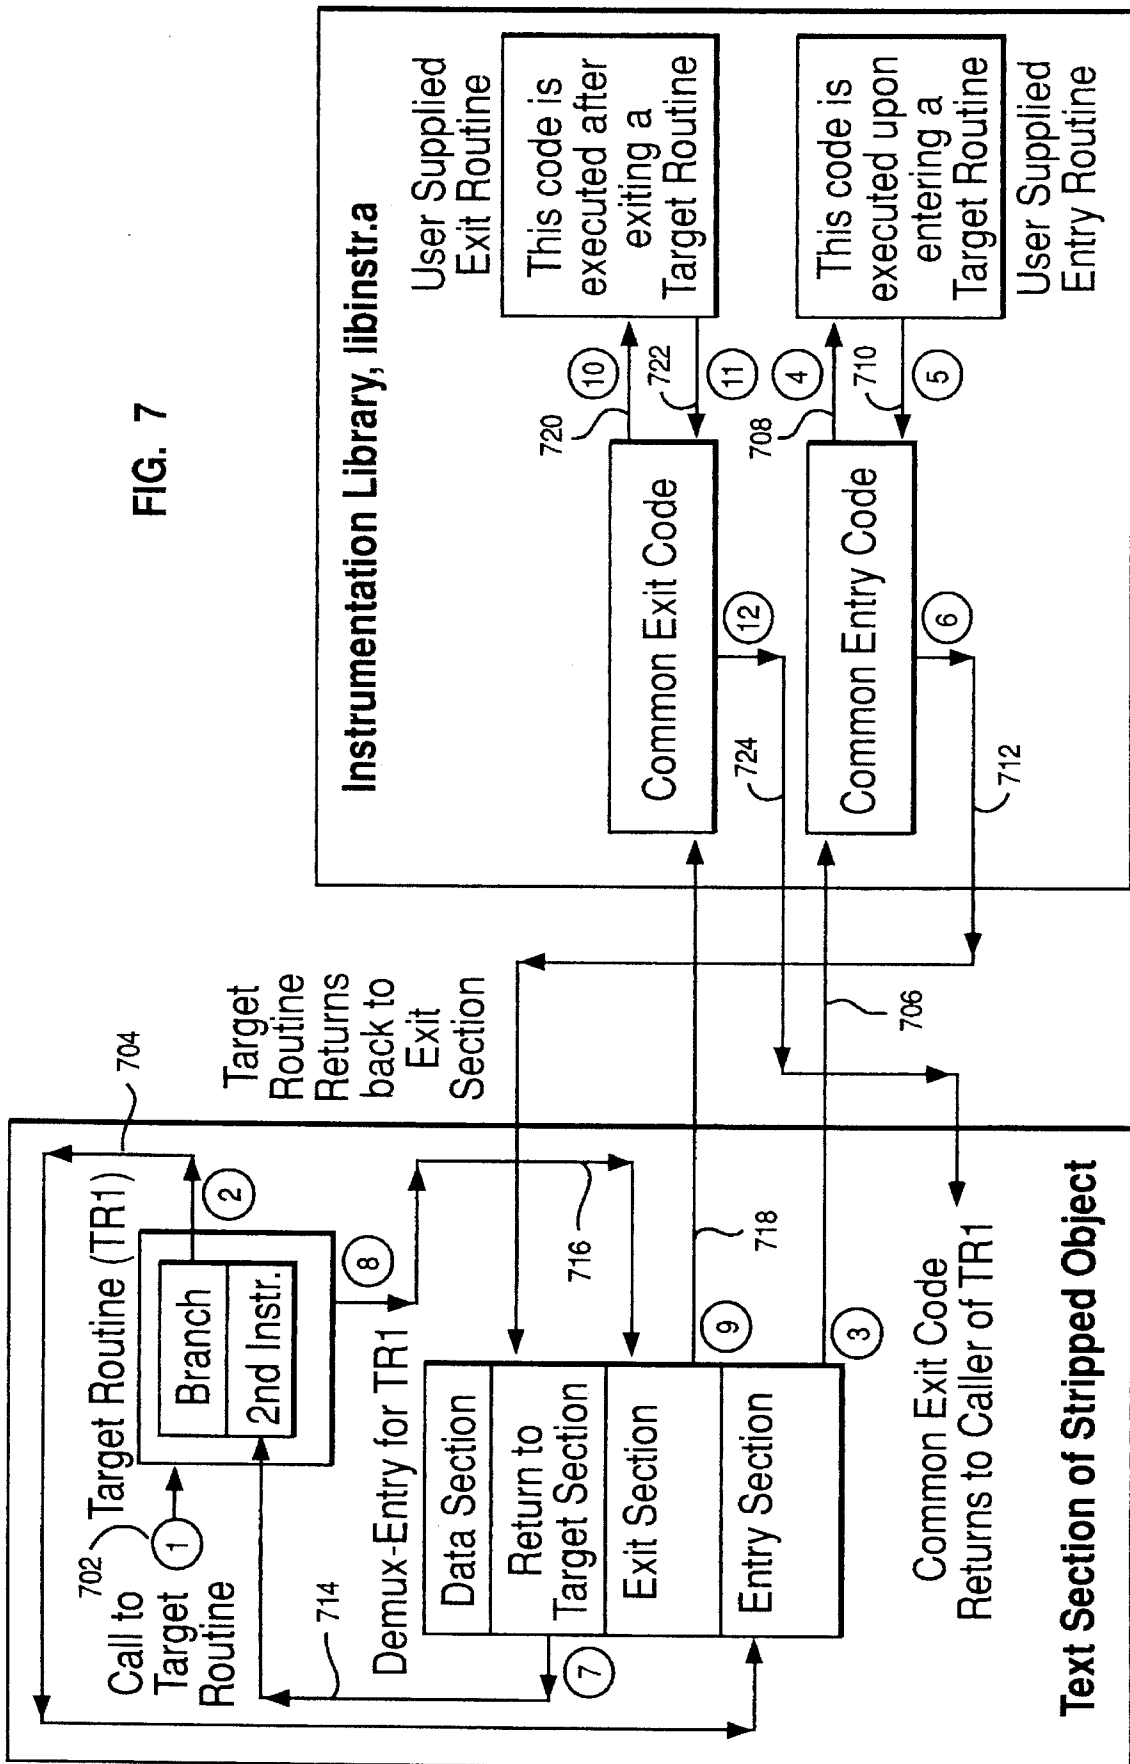 FIG. 7
Instrumentation Library, libinstr.a
User Supplied
Exit Routine
This code is
executed after
exiting a
Target Routine
720
10
722
11
Common Exit Code
12
724
This code is
executed upon
entering a
Target Routine
User Supplied
Entry Routine
708
4
710
5
Common Entry Code
6
712
Target
Routine
Returns
back to
Exit
Section
704
706
Target Routine (TR1)
702
1
Call to
Target
Routine
Branch
2nd Instr.
2
8
714
716
Demux-Entry for TR1
Data Section
Return to
Target Section
Exit Section
Entry Section
7
9
718
3
Common Exit Code
Returns to Caller of TR1
Text Section of Stripped Object